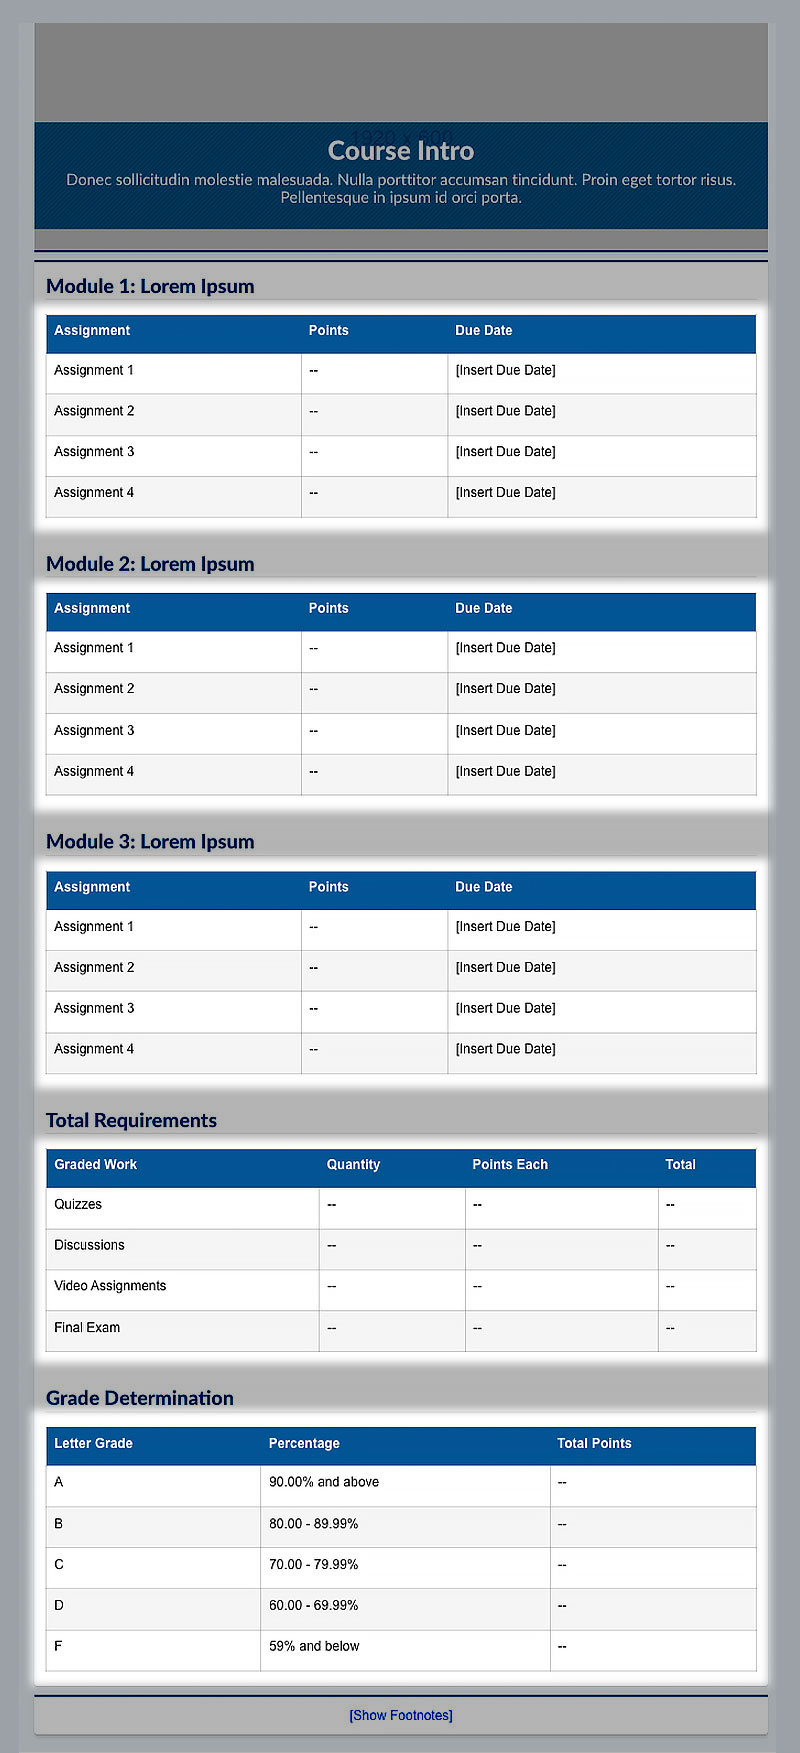 1920 x 600
Course Intro
Donec sollicitudin molestie malesuada. Nulla porttitor accumsan tincidunt. Proin eget tortor risus.
Pellentesque in ipsum id orci porta.
Module 1: Lorem Ipsum
Assignment Points Due Date
Assignment 1 -- [Insert Due Date]
Assignment 2 -- [Insert Due Date]
Assignment 3 -- [Insert Due Date]
Assignment 4 -- [Insert Due Date]
Module 2: Lorem Ipsum
Assignment Points Due Date
Assignment 1 -- [Insert Due Date]
Assignment 2 -- [Insert Due Date]
Assignment 3 -- [Insert Due Date]
Assignment 4 -- [Insert Due Date]
Module 3: Lorem Ipsum
Assignment Points Due Date
Assignment 1 -- [Insert Due Date]
Assignment 2 -- [Insert Due Date]
Assignment 3 -- [Insert Due Date]
Assignment 4 -- [Insert Due Date]
Total Requirements
Graded Work Quantity Points Each Total
Quizzes -- -- --
Discussions -- -- --
Video Assignments -- -- --
Final Exam -- -- --
Grade Determination
Letter Grade Percentage Total Points
A 90.00% and above --
B 80.00 - 89.99% --
C 70.00 - 79.99% --
D 60.00 - 69.99% --
F 59% and below --
[Show Footnotes]